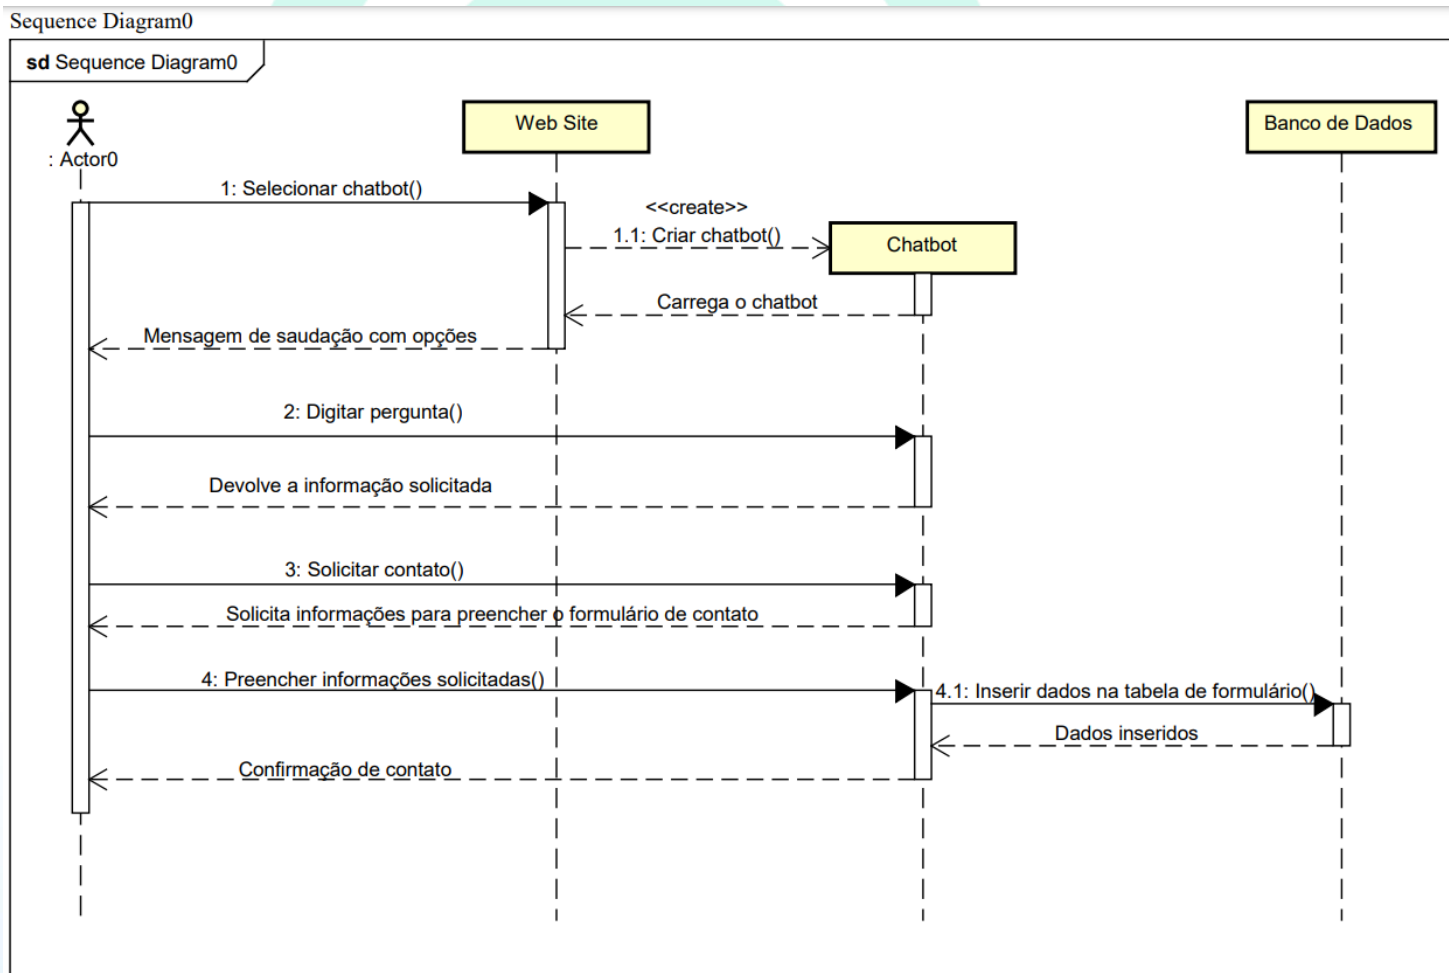 Sequence Diagram0
sd Sequence Diagram0
: Actor0
Web Site
Banco de Dados
1: Selecionar chatbot()
<<create>>
1.1: Criar chatbot()
Chatbot
Carrega o chatbot
Mensagem de saudação com opções
2: Digitar pergunta()
Devolve a informação solicitada
3: Solicitar contato()
Solicita informações para preencher o formulário de contato
4: Preencher informações solicitadas()
4.1: Inserir dados na tabela de formulário()
Dados inseridos
Confirmação de contato